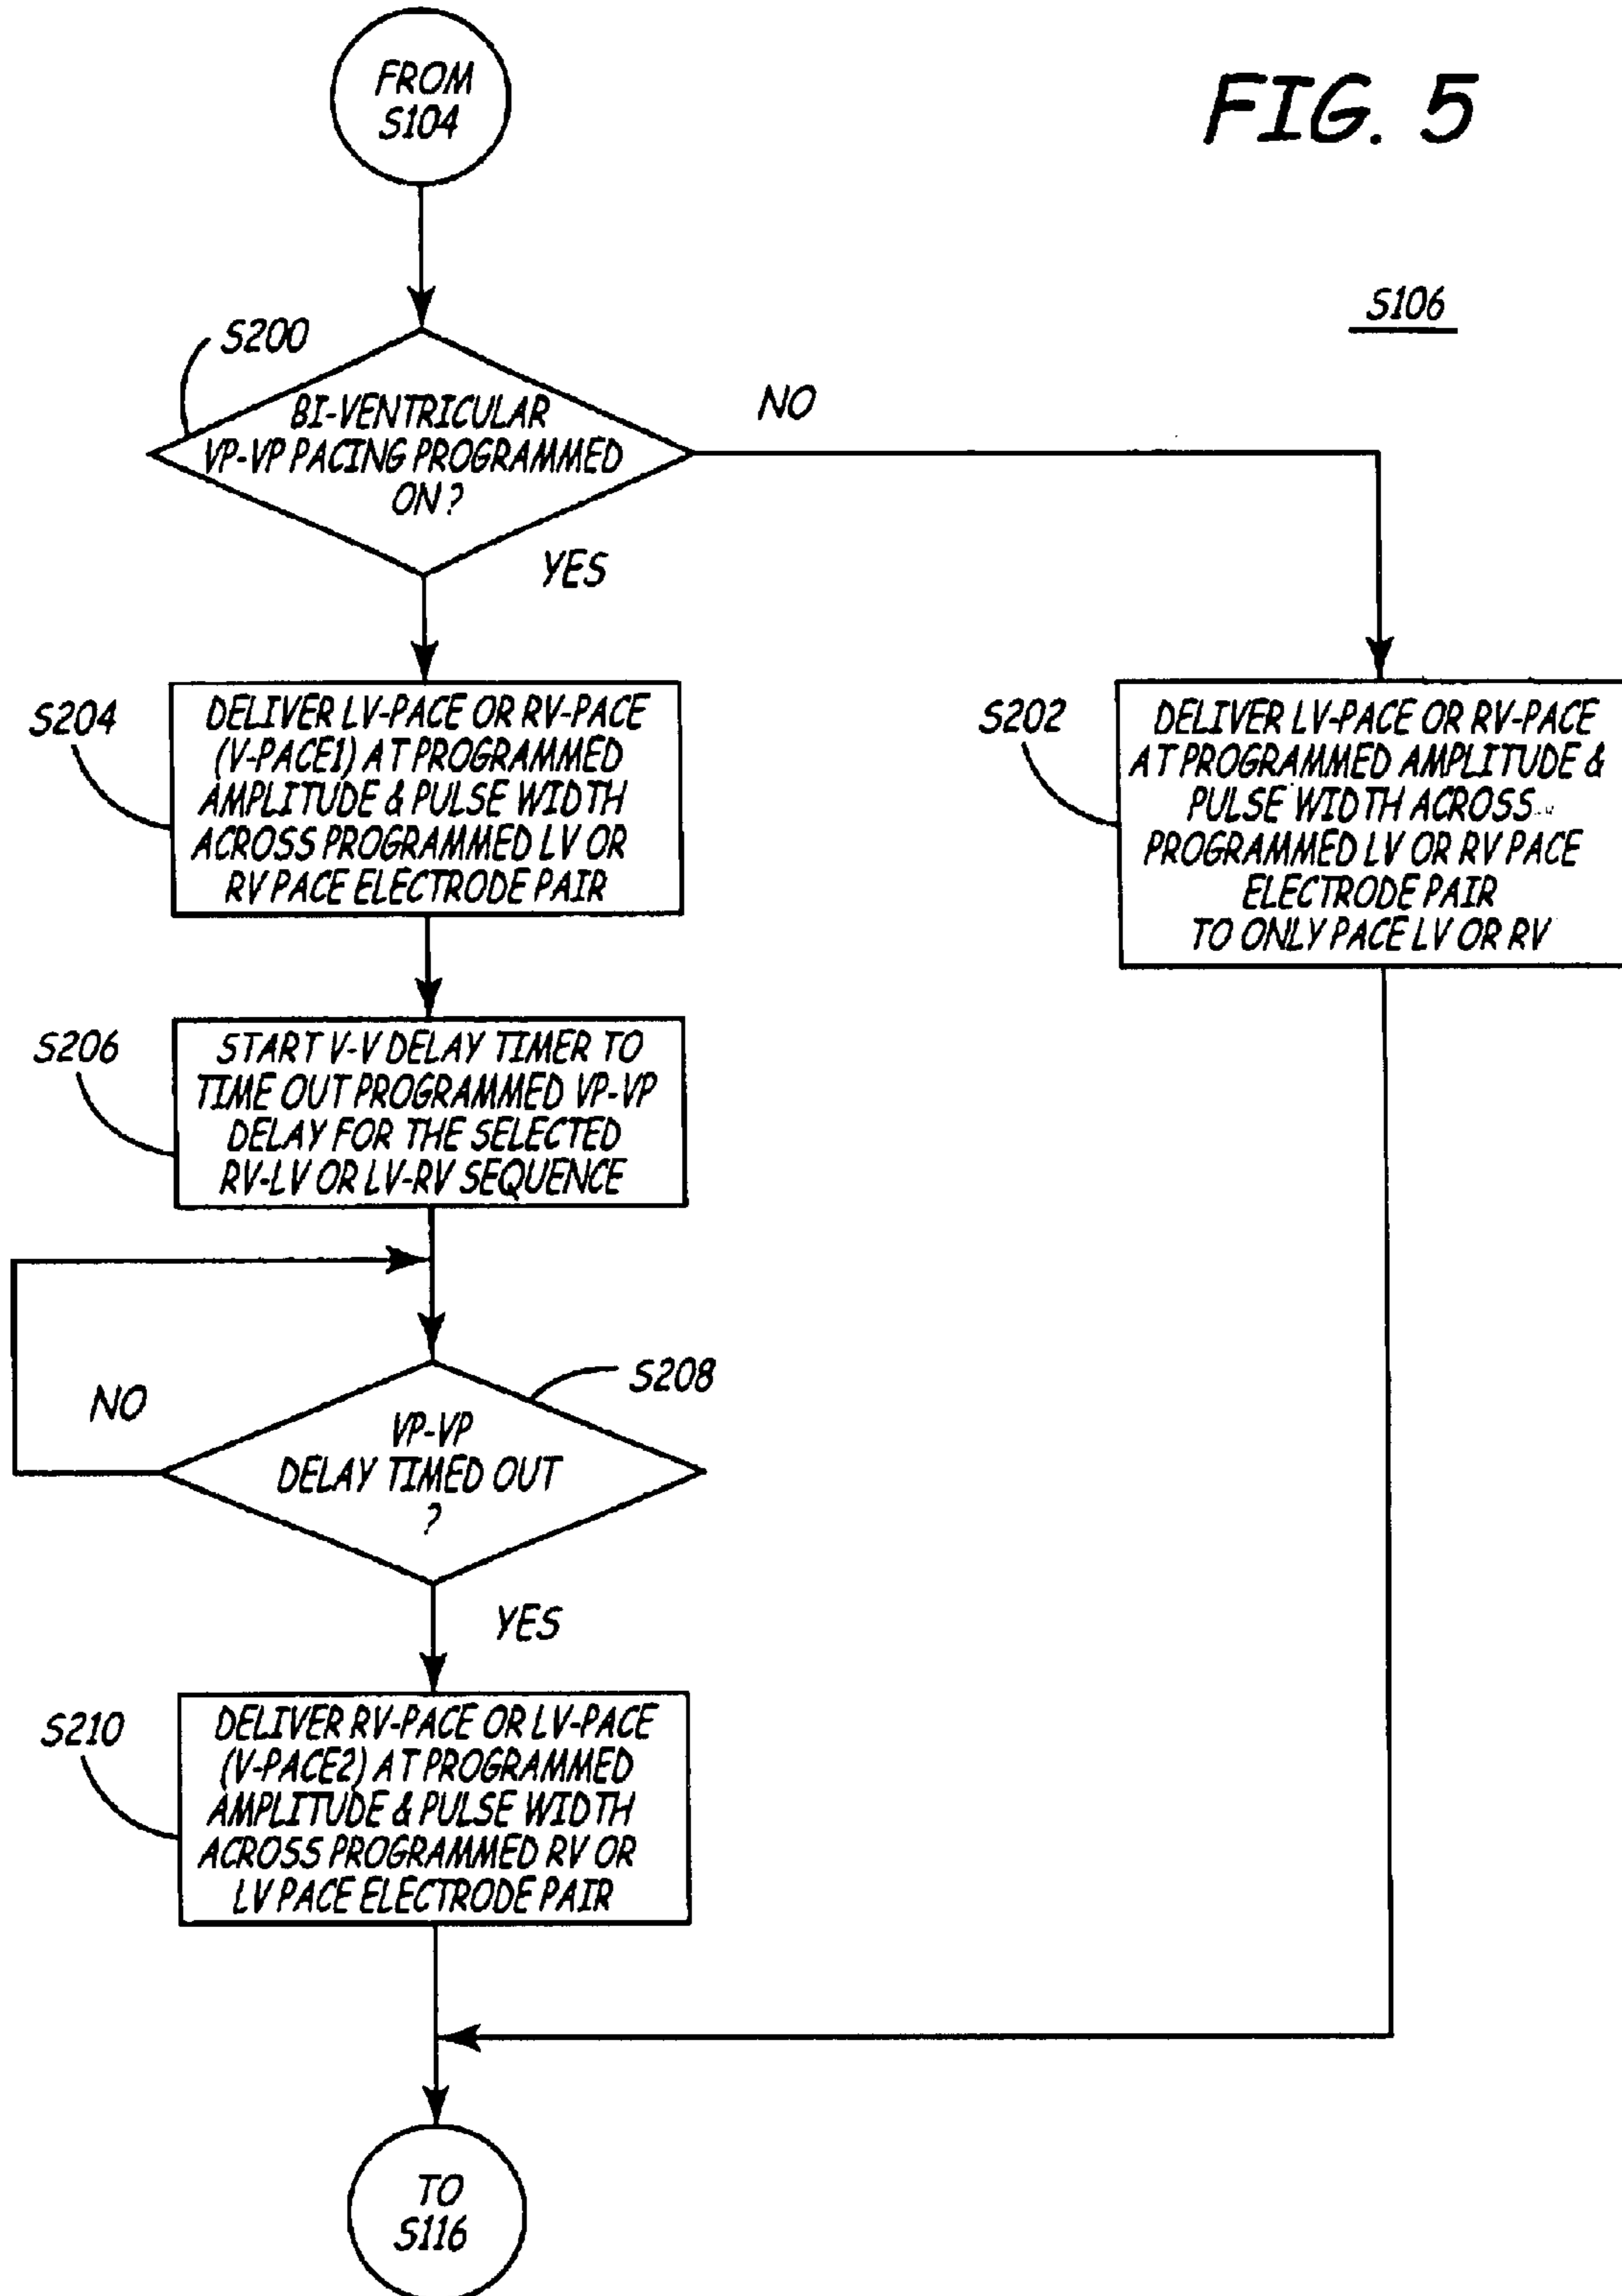 FROM
S104
FIG. 5
S106
S200
BI-VENTRICULAR
VP-VP PACING PROGRAMMED
ON?
NO
YES
S204
DELIVER LV-PACE OR RV-PACE
(V-PACE1) AT PROGRAMMED
AMPLITUDE & PULSE WIDTH
ACROSS PROGRAMMED LV OR
RV PACE ELECTRODE PAIR
S202
DELIVER LV-PACE OR RV-PACE
AT PROGRAMMED AMPLITUDE &
PULSE WIDTH ACROSS
PROGRAMMED LV OR RV PACE
ELECTRODE PAIR
TO ONLY PACE LV OR RV
S206
START V-V DELAY TIMER TO
TIME OUT PROGRAMMED VP-VP
DELAY FOR THE SELECTED
RV-LV OR LV-RV SEQUENCE
S208
NO
VP-VP
DELAY TIMED OUT
?
YES
S210
DELIVER RV-PACE OR LV-PACE
(V-PACE2) AT PROGRAMMED
AMPLITUDE & PULSE WIDTH
ACROSS PROGRAMMED RV OR
LV PACE ELECTRODE PAIR
TO
S116